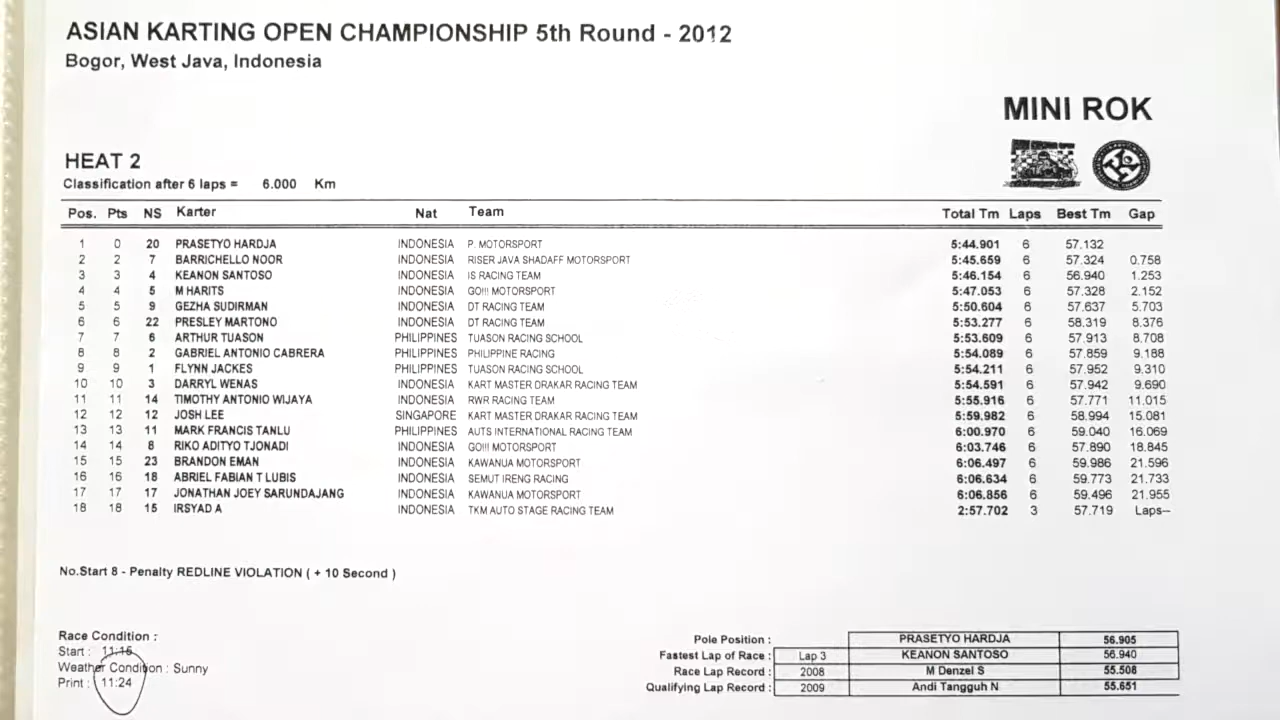 ASIAN KARTING OPEN CHAMPIONSHIP 5th Round - 2012
Bogor, West Java, Indonesia
MINI ROK
HEAT 2
Classification after 6 laps = 6.000 Km
Pos. Pts NS Karter Nat Team Total Tm Laps Best Tm Gap
1 0 20 PRASETYO HARDJA INDONESIA P. MOTORSPORT 5:44.901 6 57.132
2 2 7 BARRICHELLO NOOR INDONESIA RISER JAVA SHADAFF MOTORSPORT 5:45.659 6 57.324 0.758
3 3 4 KEANON SANTOSO INDONESIA IS RACING TEAM 5:46.154 6 56.940 1.253
4 4 5 M HARITS INDONESIA GO!!! MOTORSPORT 5:47.053 6 57.328 2.152
5 5 9 GEZHA SUDIRMAN INDONESIA DT RACING TEAM 5:50.604 6 57.637 5.703
6 6 22 PRESLEY MARTONO INDONESIA DT RACING TEAM 5:53.277 6 58.319 8.376
7 7 6 ARTHUR TUASON PHILIPPINES TUASON RACING SCHOOL 5:53.609 6 57.913 8.708
8 8 2 GABRIEL ANTONIO CABRERA PHILIPPINES PHILIPPINE RACING 5:54.089 6 57.859 9.188
9 9 1 FLYNN JACKES PHILIPPINES TUASON RACING SCHOOL 5:54.211 6 57.952 9.310
10 10 3 DARRYL WENAS INDONESIA KART MASTER DRAKAR RACING TEAM 5:54.591 6 57.942 9.690
11 11 14 TIMOTHY ANTONIO WIJAYA INDONESIA RWR RACING TEAM 5:55.916 6 57.771 11.015
12 12 12 JOSH LEE SINGAPORE KART MASTER DRAKAR RACING TEAM 5:59.982 6 58.994 15.081
13 13 11 MARK FRANCIS TANLU PHILIPPINES AUTS INTERNATIONAL RACING TEAM 6:00.970 6 59.040 16.069
14 14 8 RIKO ADITYO TJONADI INDONESIA GO!!! MOTORSPORT 6:03.746 6 57.890 18.845
15 15 23 BRANDON EMAN INDONESIA KAWANUA MOTORSPORT 6:06.497 6 59.986 21.596
16 16 18 ABRIEL FABIAN T LUBIS INDONESIA SEMUT IRENG RACING 6:06.634 6 59.773 21.733
17 17 17 JONATHAN JOEY SARUNDAJANG INDONESIA KAWANUA MOTORSPORT 6:06.856 6 59.496 21.955
18 18 15 IRSYAD A INDONESIA TKM AUTO STAGE RACING TEAM 2:57.702 3 57.719 Laps--
No.Start 8 - Penalty REDLINE VIOLATION ( + 10 Second )
Race Condition :
Start : 11:15
Weather Condition : Sunny
Print : 11:24
Pole Position : PRASETYO HARDJA 56.905
Fastest Lap of Race : Lap 3 KEANON SANTOSO 56.940
Race Lap Record : 2008 M Denzel S 55.508
Qualifying Lap Record : 2009 Andi Tangguh N 55.651